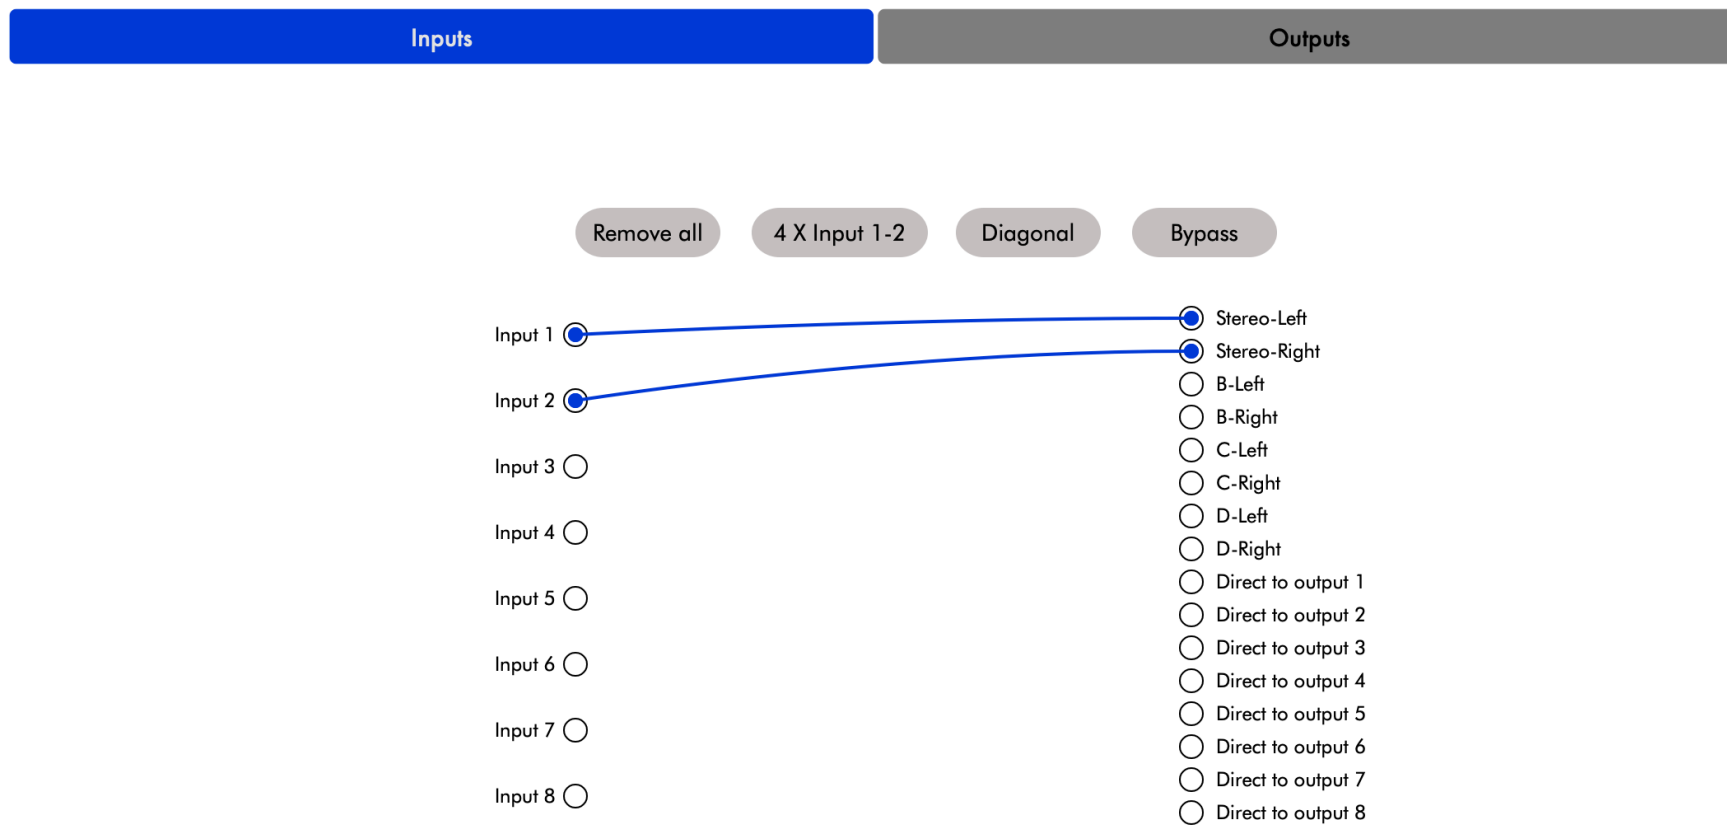 Inputs
Outputs
Remove all
4 X Input 1-2
Diagonal
Bypass
Input 1
Input 2
Input 3
Input 4
Input 5
Input 6
Input 7
Input 8
Stereo-Left
Stereo-Right
B-Left
B-Right
C-Left
C-Right
D-Left
D-Right
Direct to output 1
Direct to output 2
Direct to output 3
Direct to output 4
Direct to output 5
Direct to output 6
Direct to output 7
Direct to output 8